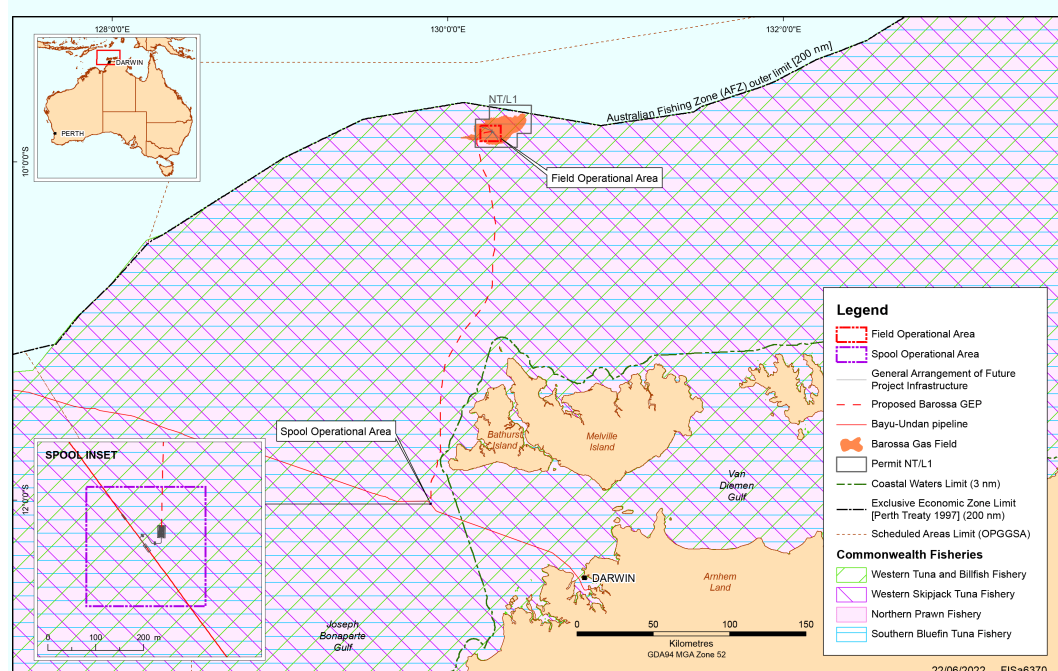 128°0'0"E
130°0'0"E
132°0'0"E
DARWIN
PERTH
Australian Fishing Zone (AFZ) outer limit [200 nm]
NT/L1
10°0'0"S
Field Operational Area
Legend
Field Operational Area
Spool Operational Area
General Arrangement of Future
Project Infrastructure
Proposed Barossa GEP
Bayu-Undan pipeline
Barossa Gas Field
Permit NT/L1
Coastal Waters Limit (3 nm)
Exclusive Economic Zone Limit
[Perth Treaty 1997] (200 nm)
Scheduled Areas Limit (OPGGSA)
Commonwealth Fisheries
Western Tuna and Billfish Fishery
Western Skipjack Tuna Fishery
Northern Prawn Fishery
Southern Bluefin Tuna Fishery
Spool Operational Area
Bathurst
Island
Melville
Island
Van
Diemen
Gulf
12°0'0"S
SPOOL INSET
0 100 200 m
DARWIN
Arnhem
Land
Joseph
Bonaparte
Gulf
0 50 100 150
Kilometres
GDA94 MGA Zone 52
22/06/2022 EISa6370